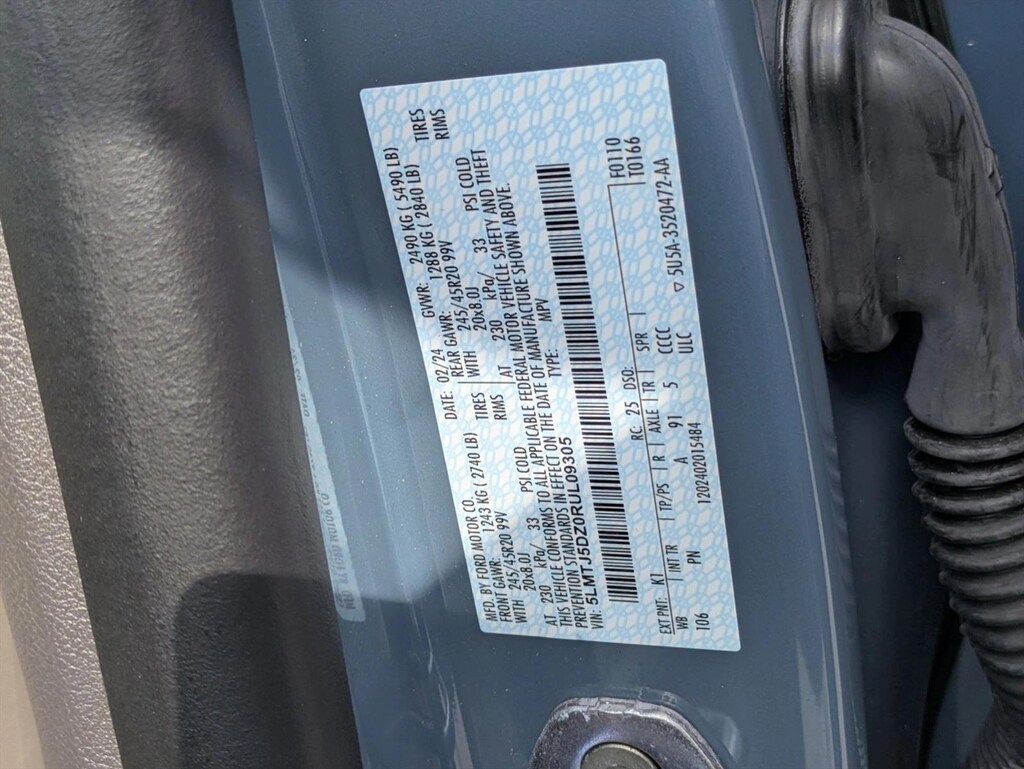 MFD. BY FORD MOTOR CO.
DATE: 02/24 GVWR: 2490 KG ( 5490 LB)
FRONT GAWR: 1243 KG ( 2740 LB) REAR GAWR: 1288 KG ( 2840 LB)
WITH 245/45R20 99V TIRES WITH 245/45R20 99V TIRES
20x8.0J RIMS 20x8.0J RIMS
AT 230 kPa/ 33 PSI COLD AT 230 kPa/ 33 PSI COLD
THIS VEHICLE CONFORMS TO ALL APPLICABLE FEDERAL MOTOR VEHICLE SAFETY AND THEFT
PREVENTION STANDARDS IN EFFECT ON THE DATE OF MANUFACTURE SHOWN ABOVE.
VIN: 5LMTJ5DZ0RUL09305 TYPE: MPV
F0110
EXT PNT: K1 RC: 25 DSO: T0166
WB INT TR TP/PS R AXLE TR SPR
106 A 91 5 CCCC
PN ULC
120240201S484 ▽ 5U5A-3520472-AA